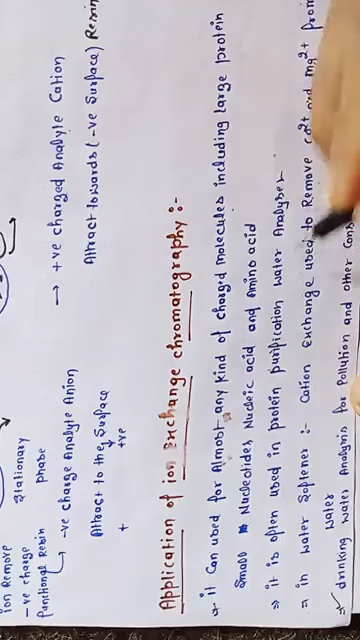 ion Remove
-ve charge
functional Resin
Stationary
phase
→ -ve charge Analyte Anion
Attract to the Surface
+ve
+
→ +ve charged Analyte Cation
Attract towards (-ve Surface) Resin
Application of ion Exchange chromatography :-
it Can used for Almost any kind of charged molecules including large protein
Small Nucleotides Nucleic acid and Amino acid
⇒ it is often used in protein purification water Analyser
⇒ in water Softener :- Cation Exchange used to Remove Ca2+ and mg2+ from
water
drinking water Analysis for Pollution and other